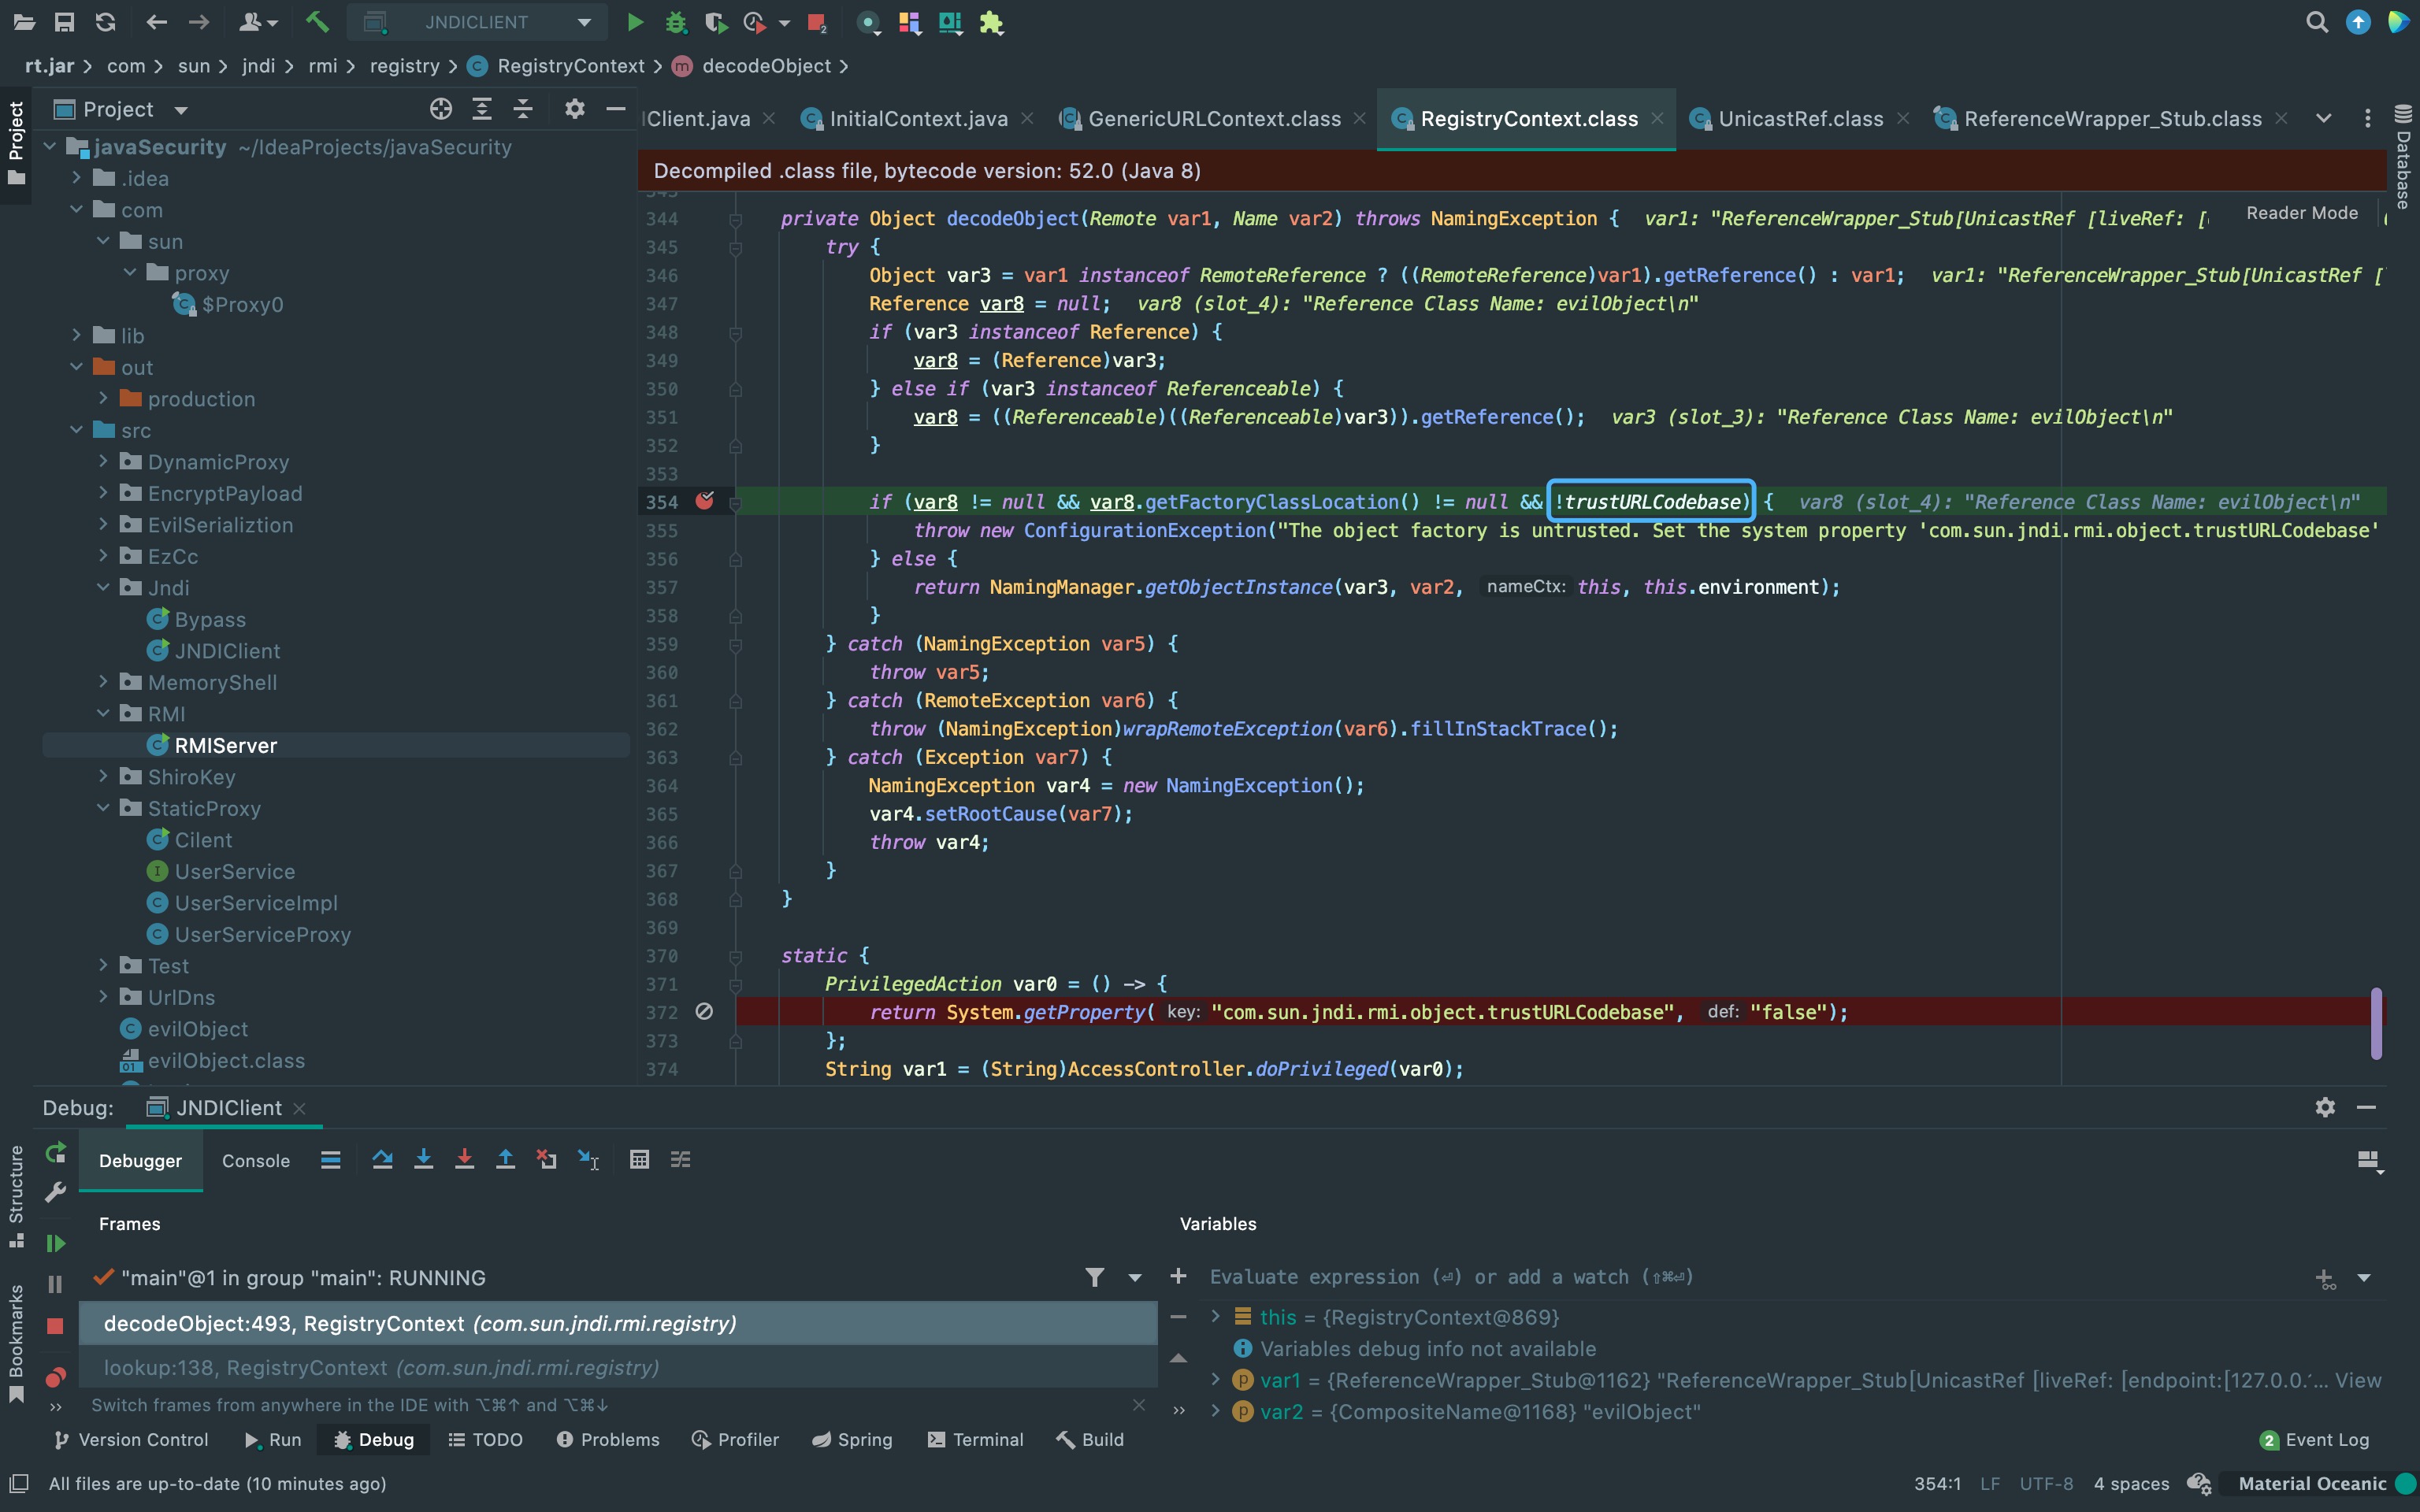 JNDICLIENT
2
rt.jar com sun jndi rmi registry RegistryContext decodeObject
Project
Project
Database
lClient.java InitialContext.java GenericURLContext.class RegistryContext.class UnicastRef.class ReferenceWrapper_Stub.class
Decompiled .class file, bytecode version: 52.0 (Java 8)
Reader Mode
javaSecurity ~/IdeaProjects/javaSecurity
.idea
com
sun
proxy
$Proxy0
lib
out
production
src
DynamicProxy
EncryptPayload
EvilSerializtion
EzCc
Jndi
Bypass
JNDIClient
MemoryShell
RMI
RMIServer
ShiroKey
StaticProxy
Cilent
UserService
UserServiceImpl
UserServiceProxy
Test
UrlDns
evilObject
evilObject.class
344 private Object decodeObject(Remote var1, Name var2) throws NamingException { var1: "ReferenceWrapper_Stub[UnicastRef [liveRef: [
345 try {
346 Object var3 = var1 instanceof RemoteReference ? ((RemoteReference)var1).getReference() : var1; var1: "ReferenceWrapper_Stub[UnicastRef [
347 Reference var8 = null; var8 (slot_4): "Reference Class Name: evilObject\n"
348 if (var3 instanceof Reference) {
349 var8 = (Reference)var3;
350 } else if (var3 instanceof Referenceable) {
351 var8 = ((Referenceable)((Referenceable)var3)).getReference(); var3 (slot_3): "Reference Class Name: evilObject\n"
352 }
353
354 if (var8 != null && var8.getFactoryClassLocation() != null && !trustURLCodebase) { var8 (slot_4): "Reference Class Name: evilObject\n"
355 throw new ConfigurationException("The object factory is untrusted. Set the system property 'com.sun.jndi.rmi.object.trustURLCodebase'
356 } else {
357 return NamingManager.getObjectInstance(var3, var2, nameCtx: this, this.environment);
358 }
359 } catch (NamingException var5) {
360 throw var5;
361 } catch (RemoteException var6) {
362 throw (NamingException)wrapRemoteException(var6).fillInStackTrace();
363 } catch (Exception var7) {
364 NamingException var4 = new NamingException();
365 var4.setRootCause(var7);
366 throw var4;
367 }
368 }
369
370 static {
371 PrivilegedAction var0 = () -> {
372 return System.getProperty( key: "com.sun.jndi.rmi.object.trustURLCodebase", def: "false");
373 };
374 String var1 = (String)AccessController.doPrivileged(var0);
Debug: JNDIClient
Debugger Console
Structure
Bookmarks
Frames
"main"@1 in group "main": RUNNING
decodeObject:493, RegistryContext (com.sun.jndi.rmi.registry)
lookup:138, RegistryContext (com.sun.jndi.rmi.registry)
Switch frames from anywhere in the IDE with ⌥⌘↑ and ⌥⌘↓
Variables
Evaluate expression (⏎) or add a watch (⇧⌘⏎)
this = {RegistryContext@869}
Variables debug info not available
var1 = {ReferenceWrapper_Stub@1162} "ReferenceWrapper_Stub[UnicastRef [liveRef: [endpoint:[127.0.0.'... View
var2 = {CompositeName@1168} "evilObject"
Version Control Run Debug TODO Problems Profiler Spring Terminal Build 2 Event Log
All files are up-to-date (10 minutes ago) 354:1 LF UTF-8 4 spaces Material Oceanic